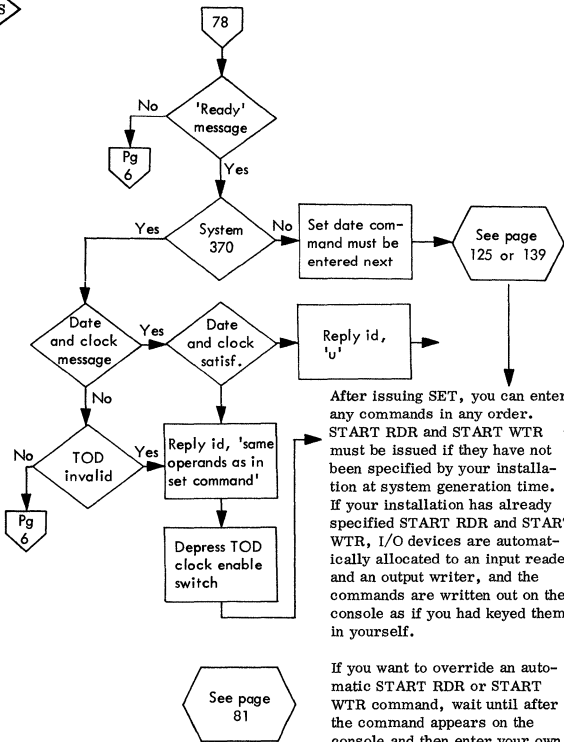 S
78
'Ready'
message
No
Yes
Pg
6
System
370
Yes
No
Set date com-
mand must be
entered next
See page
125 or 139
Date
and clock
message
Yes
No
Date
and clock
satisf.
Reply id,
'u'
TOD
invalid
No
Yes
Pg
6
Reply id, 'same
operands as in
set command'
Depress TOD
clock enable
switch
After issuing SET, you can enter
any commands in any order.
START RDR and START WTR
must be issued if they have not
been specified by your installa-
tion at system generation time.
If your installation has already
specified START RDR and START
WTR, I/O devices are automat-
ically allocated to an input reade
and an output writer, and the
commands are written out on the
console as if you had keyed them
in yourself.
See page
81
If you want to override an auto-
matic START RDR or START
WTR command, wait until after
the command appears on the
console and then enter your own